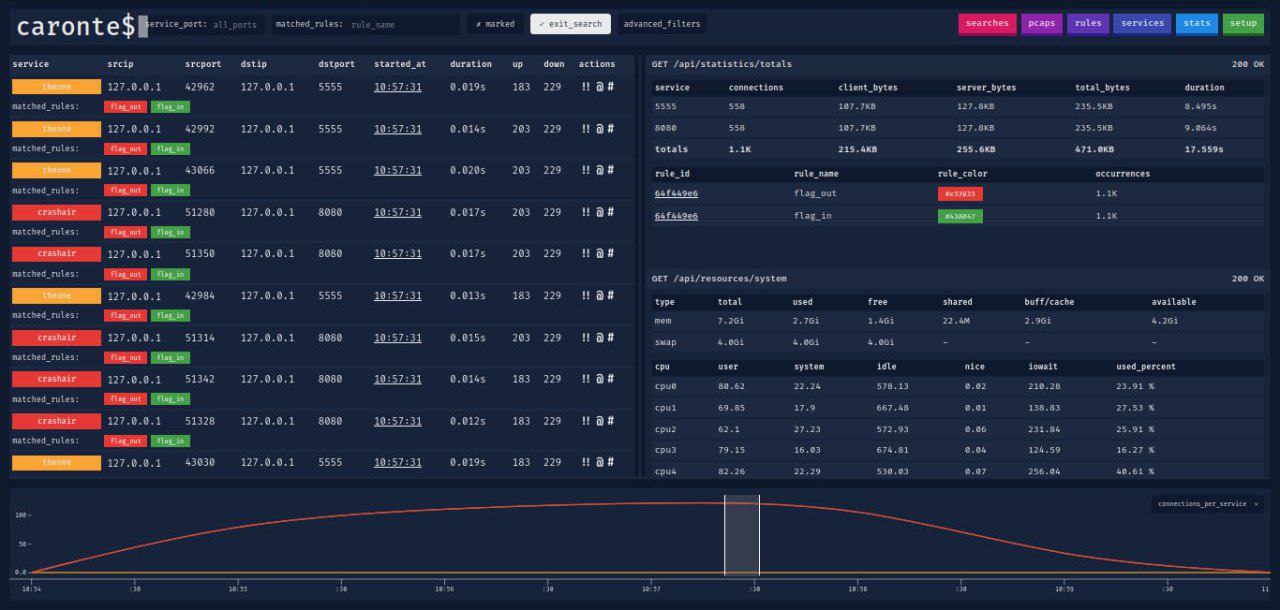 caronte$ service_port: all_ports matched_rules: rule_name ✗ marked ✓ exit_search advanced_filters searches pcaps rules services stats setup
service srcip srcport dstip dstport started_at duration up down actions
theone 127.0.0.1 42962 127.0.0.1 5555 10:57:31 0.019s 183 229 !! @ #
matched_rules: flag_out flag_in
theone 127.0.0.1 42992 127.0.0.1 5555 10:57:31 0.014s 203 229 !! @ #
matched_rules: flag_out flag_in
theone 127.0.0.1 43066 127.0.0.1 5555 10:57:31 0.020s 203 229 !! @ #
matched_rules: flag_out flag_in
crashair 127.0.0.1 51280 127.0.0.1 8080 10:57:31 0.017s 203 229 !! @ #
matched_rules: flag_out flag_in
crashair 127.0.0.1 51350 127.0.0.1 8080 10:57:31 0.017s 203 229 !! @ #
matched_rules: flag_out flag_in
theone 127.0.0.1 42984 127.0.0.1 5555 10:57:31 0.013s 183 229 !! @ #
matched_rules: flag_out flag_in
crashair 127.0.0.1 51314 127.0.0.1 8080 10:57:31 0.015s 203 229 !! @ #
matched_rules: flag_out flag_in
crashair 127.0.0.1 51342 127.0.0.1 8080 10:57:31 0.014s 183 229 !! @ #
matched_rules: flag_out flag_in
crashair 127.0.0.1 51328 127.0.0.1 8080 10:57:31 0.012s 183 229 !! @ #
matched_rules: flag_out flag_in
theone 127.0.0.1 43030 127.0.0.1 5555 10:57:31 0.019s 183 229 !! @ #
GET /api/statistics/totals 200 OK
service connections client_bytes server_bytes total_bytes duration
5555 558 107.7KB 127.8KB 235.5KB 8.495s
8080 558 107.7KB 127.8KB 235.5KB 9.064s
totals 1.1K 215.4KB 255.6KB 471.0KB 17.559s
rule_id rule_name rule_color occurrences
64f449e6 flag_out #e53935 1.1K
64f449e6 flag_in #43A047 1.1K
GET /api/resources/system 200 OK
type total used free shared buff/cache available
mem 7.2Gi 2.7Gi 1.4Gi 22.4M 2.9Gi 4.2Gi
swap 4.0Gi 4.0Gi 4.0Gi - - -
cpu user system idle nice iowait used_percent
cpu0 80.62 22.24 578.13 0.02 210.28 23.91 %
cpu1 69.85 17.9 667.48 0.01 138.83 27.53 %
cpu2 62.1 27.23 572.93 0.06 231.84 25.91 %
cpu3 79.15 16.03 674.81 0.04 124.59 16.27 %
cpu4 82.26 22.29 530.03 0.07 256.04 40.61 %
connections_per_service
100
50
0.0
10:54 :30 10:55 :30 10:56 :30 10:57 :30 10:58 :30 10:59 :30 11